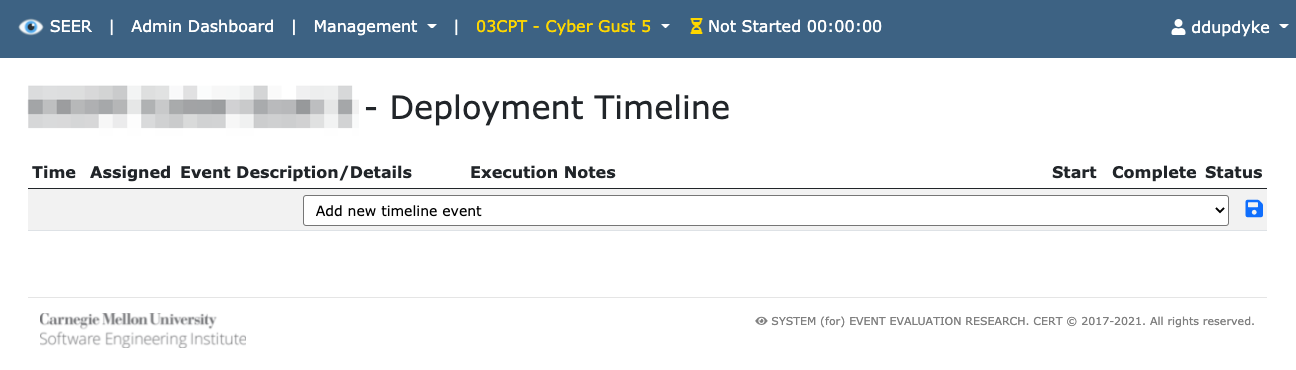 SEER | Admin Dashboard | Management | 03CPT - Cyber Gust 5 Not Started 00:00:00 ddupdyke
- Deployment Timeline
Time Assigned Event Description/Details Execution Notes Start Complete Status
Add new timeline event
Carnegie Mellon University
Software Engineering Institute
SYSTEM (for) EVENT EVALUATION RESEARCH. CERT © 2017-2021. All rights reserved.